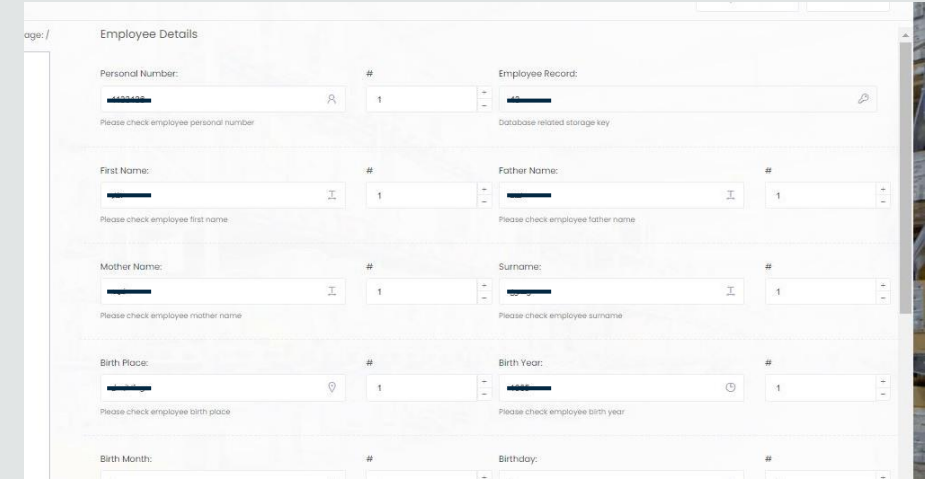 age: /
Employee Details
Personal Number: # Employee Record:
1 + -
Please check employee personal number Database related storage key
First Name: # Father Name: #
1 + - 1 + -
Please check employee first name Please check employee father name
Mother Name: # Surname: #
1 + - 1 + -
Please check employee mother name Please check employee surname
Birth Place: # Birth Year: #
1 + - 1 + -
Please check employee birth place Please check employee birth year
Birth Month: # Birthday: #
+ +